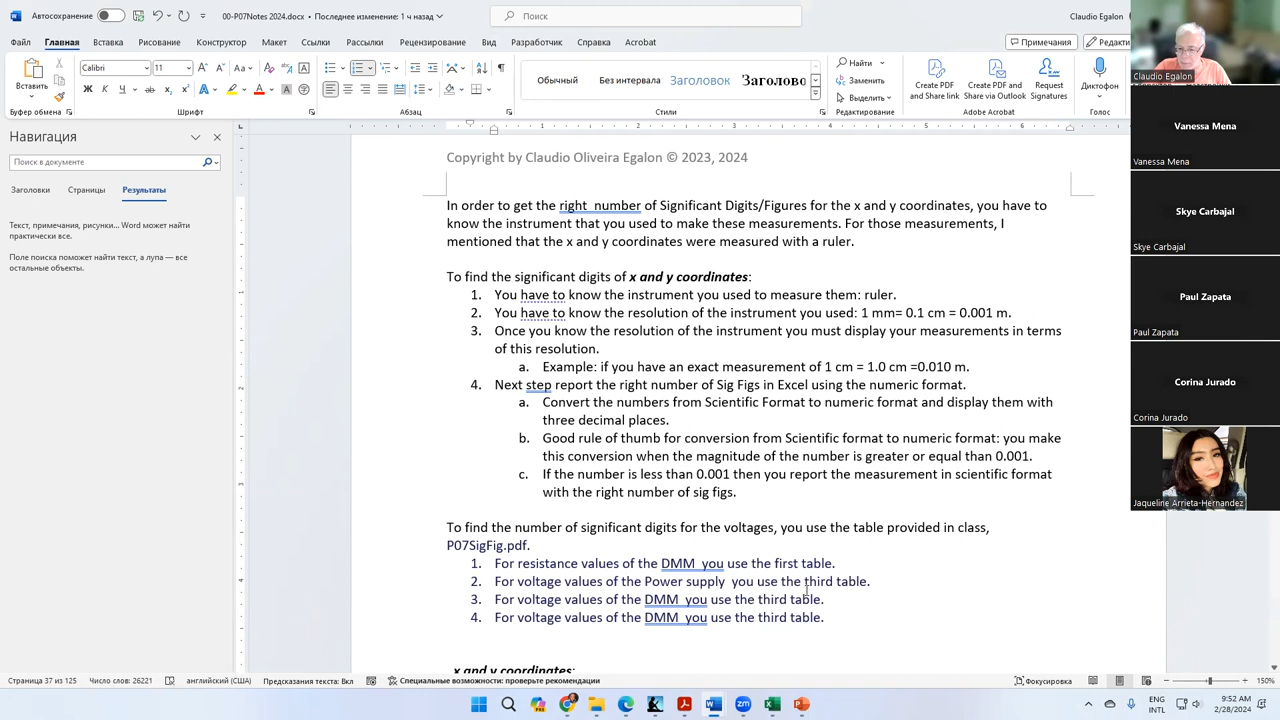 Автосохранение
00-P07Notes 2024.docx • Последнее изменение: 1 ч назад
Поиск
Claudio Egalon
Файл Главная Вставка Рисование Конструктор Макет Ссылки Рассылки Рецензирование Вид Разработчик Справка Acrobat
Примечания
Вставить
Calibri
11
Обычный
Без интервала
Заголовок
Заголово
Найти
Заменить
Выделить
Create PDF
and Share link
Create PDF and
Share via Outlook
Request
Signatures
Диктофон
Буфер обмена
Шрифт
Абзац
Стили
Редактирование
Adobe Acrobat
Голос
Навигация
Поиск в документе
Заголовки Страницы Результаты
Текст, примечания, рисунки... Word может найти
практически все.
Поле поиска поможет найти текст, а лупа — все
остальные объекты.
Copyright by Claudio Oliveira Egalon © 2023, 2024
In order to get the right number of Significant Digits/Figures for the x and y coordinates, you have to
know the instrument that you used to make these measurements. For those measurements, I
mentioned that the x and y coordinates were measured with a ruler.
To find the significant digits of x and y coordinates:
1. You have to know the instrument you used to measure them: ruler.
2. You have to know the resolution of the instrument you used: 1 mm= 0.1 cm = 0.001 m.
3. Once you know the resolution of the instrument you must display your measurements in terms
of this resolution.
a. Example: if you have an exact measurement of 1 cm = 1.0 cm =0.010 m.
4. Next step report the right number of Sig Figs in Excel using the numeric format.
a. Convert the numbers from Scientific Format to numeric format and display them with
three decimal places.
b. Good rule of thumb for conversion from Scientific format to numeric format: you make
this conversion when the magnitude of the number is greater or equal than 0.001.
c. If the number is less than 0.001 then you report the measurement in scientific format
with the right number of sig figs.
To find the number of significant digits for the voltages, you use the table provided in class,
P07SigFig.pdf.
1. For resistance values of the DMM you use the first table.
2. For voltage values of the Power supply you use the third table.
3. For voltage values of the DMM you use the third table.
4. For voltage values of the DMM you use the third table.
x and y coordinates:
Claudio Egalon
Vanessa Mena
Vanessa Mena
Skye Carbajal
Skye Carbajal
Paul Zapata
Paul Zapata
Corina Jurado
Corina Jurado
Jaqueline Arrieta-Hernandez
Страница 37 из 125 Число слов: 26221 английский (США) Предсказания текста: Вкл Специальные возможности: проверьте рекомендации
Фокусировка
150%
ENG
INTL
9:52 AM
2/28/2024